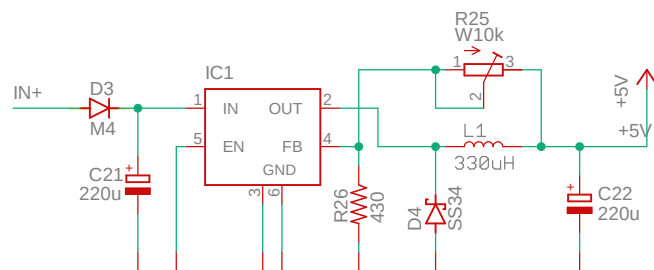 R25
W10k
1
3
2
+5V
IN+
D3
M4
IC1
1
IN
OUT
2
5
EN
FB
4
GND
3
6
L1
330uH
+5V
+
C21
220u
R26
430
D4
SS34
+
C22
220u